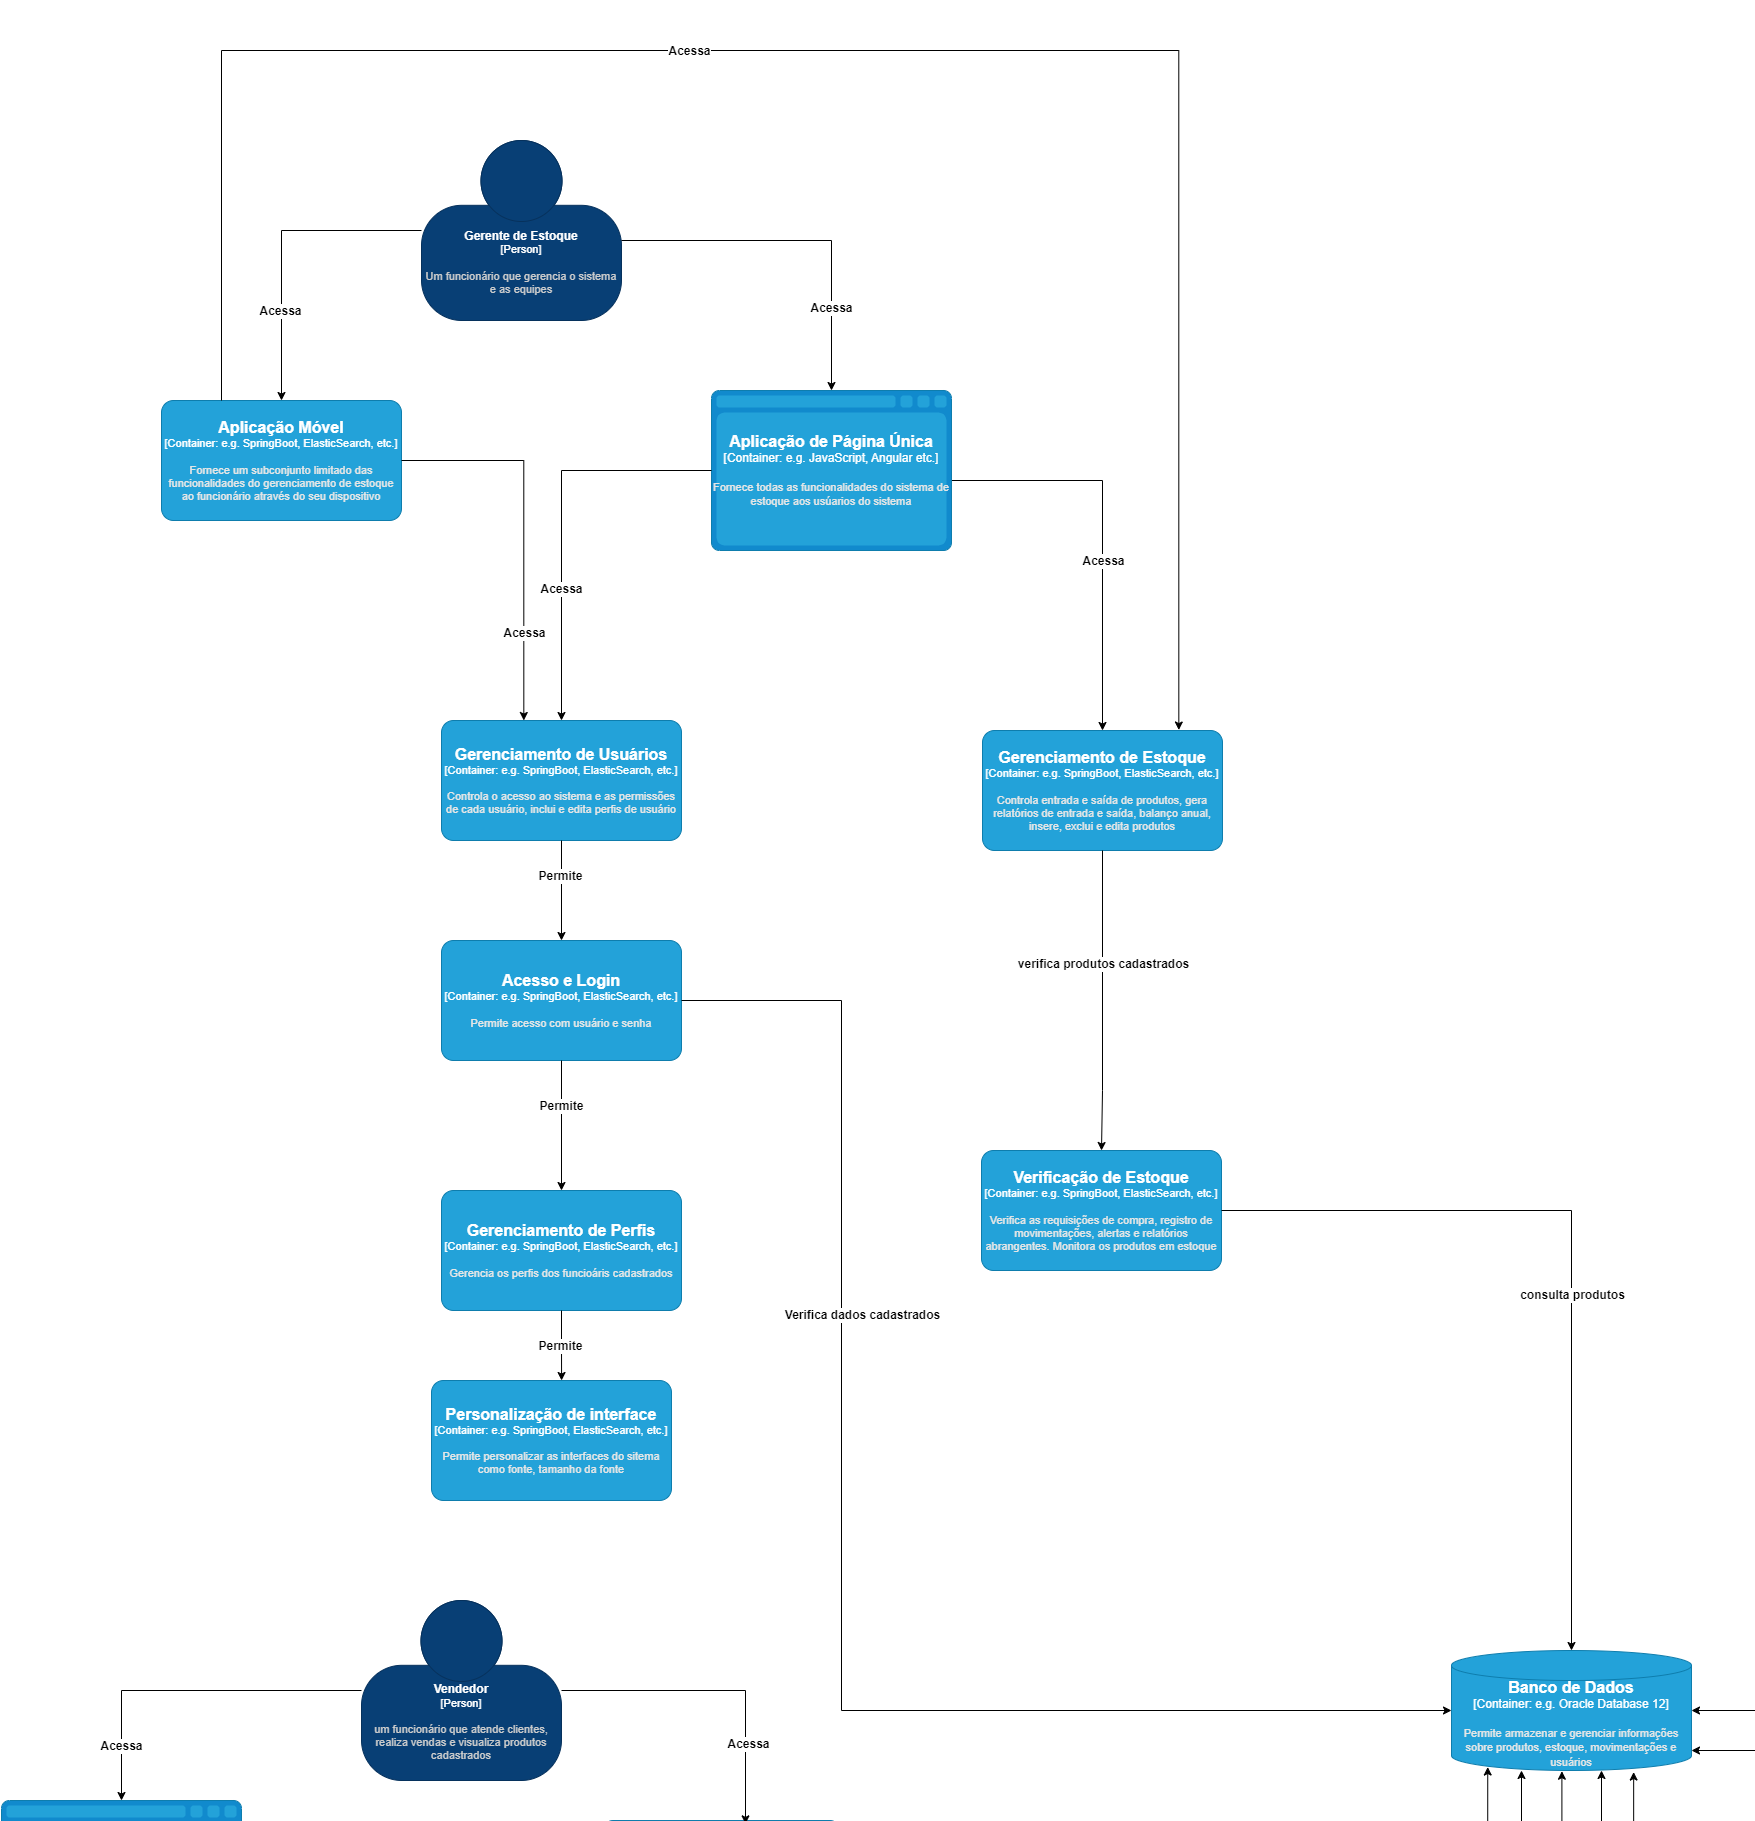 Acessa
Gerente de Estoque
[Person]
Um funcionário que gerencia o sistema
e as equipes
Acessa
Acessa
Aplicação Móvel
[Container: e.g. SpringBoot, ElasticSearch, etc.]
Fornece um subconjunto limitado das
funcionalidades do gerenciamento de estoque
ao funcionário através do seu dispositivo
Aplicação de Página Única
[Container: e.g. JavaScript, Angular etc.]
Fornece todas as funcionalidades do sistema de
estoque aos usúarios do sistema
Acessa
Acessa
Acessa
Gerenciamento de Usuários
[Container: e.g. SpringBoot, ElasticSearch, etc.]
Controla o acesso ao sistema e as permissões
de cada usuário, inclui e edita perfis de usuário
Gerenciamento de Estoque
[Container: e.g. SpringBoot, ElasticSearch, etc.]
Controla entrada e saída de produtos, gera
relatórios de entrada e saída, balanço anual,
insere, exclui e edita produtos
Permite
verifica produtos cadastrados
Acesso e Login
[Container: e.g. SpringBoot, ElasticSearch, etc.]
Permite acesso com usuário e senha
Permite
Verificação de Estoque
[Container: e.g. SpringBoot, ElasticSearch, etc.]
Verifica as requisições de compra, registro de
movimentações, alertas e relatórios
abrangentes. Monitora os produtos em estoque
Gerenciamento de Perfis
[Container: e.g. SpringBoot, ElasticSearch, etc.]
Gerencia os perfis dos funcioáris cadastrados
consulta produtos
Verifica dados cadastrados
Permite
Personalização de interface
[Container: e.g. SpringBoot, ElasticSearch, etc.]
Permite personalizar as interfaces do sitema
como fonte, tamanho da fonte
Vendedor
[Person]
um funcionário que atende clientes,
realiza vendas e visualiza produtos
cadastrados
Banco de Dados
[Container: e.g. Oracle Database 12]
Permite armazenar e gerenciar informações
sobre produtos, estoque, movimentações e
usuários
Acessa
Acessa